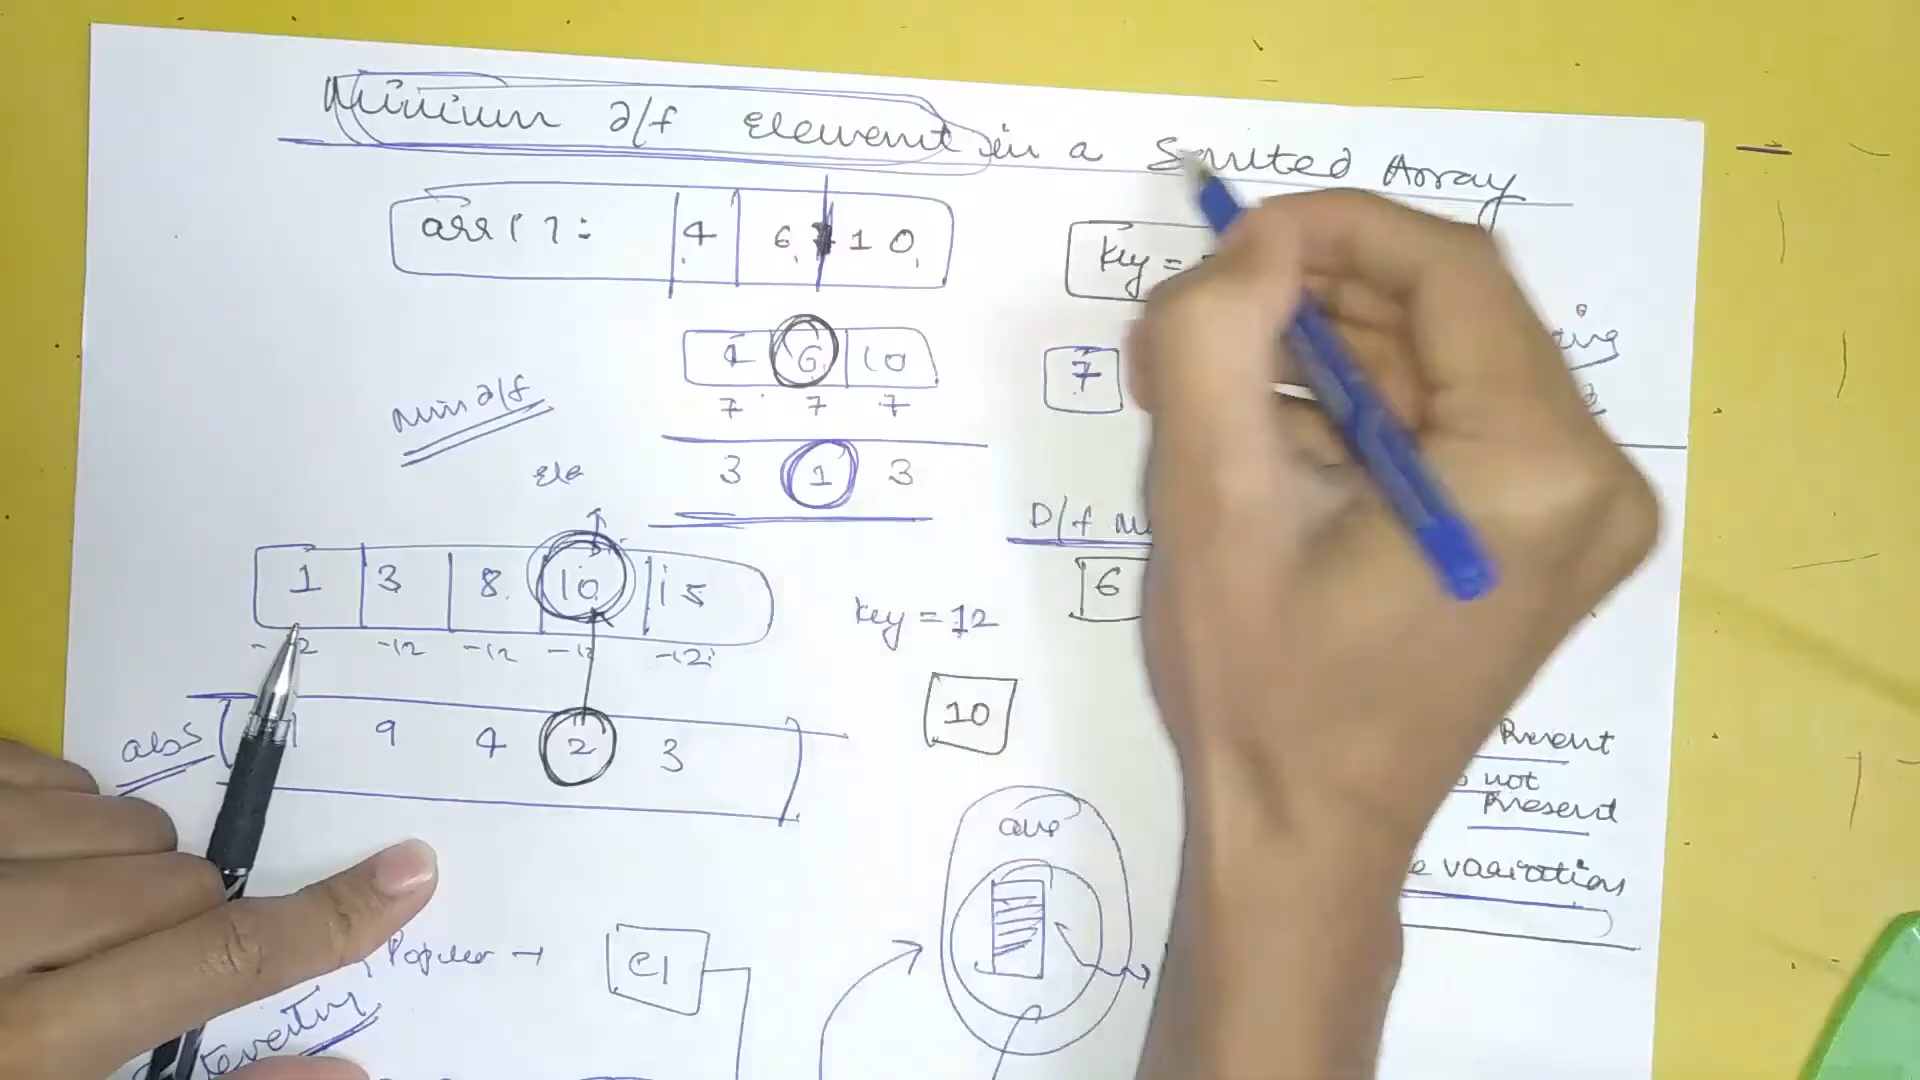 Minimum d/f Element in a Sorted Array
arr[ ]: 4 6 10
key =
4 6 10
7 7 7
7
Min d/f
3 1 3
Ele
D/f
6
1 3 8 10 15
key = 12
-12 -12 -12 -12
10
abs 9 4 2 3
Present
not
Present
variations
ans
Popular →
C1